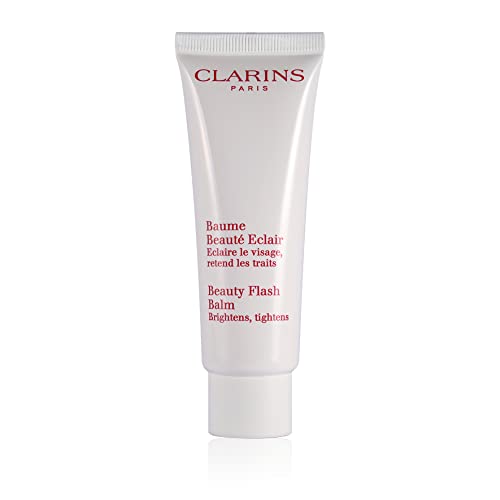 CLARINS
PARIS
Baume
Beauté Eclair
Eclaire le visage,
retend les traits
Beauty Flash
Balm
Brightens, tightens